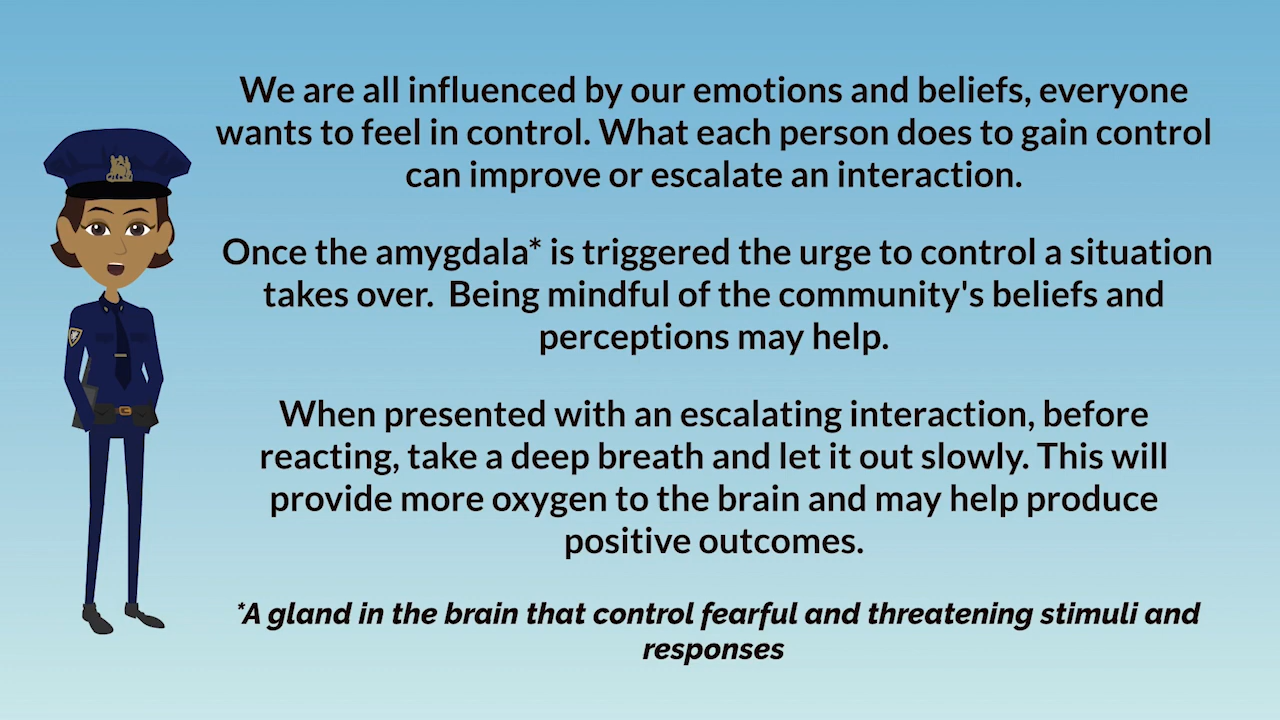 We are all influenced by our emotions and beliefs, everyone
wants to feel in control. What each person does to gain control
can improve or escalate an interaction.
Once the amygdala* is triggered the urge to control a situation
takes over.  Being mindful of the community's beliefs and
perceptions may help.
When presented with an escalating interaction, before
reacting, take a deep breath and let it out slowly. This will
provide more oxygen to the brain and may help produce
positive outcomes.
*A gland in the brain that control fearful and threatening stimuli and
responses